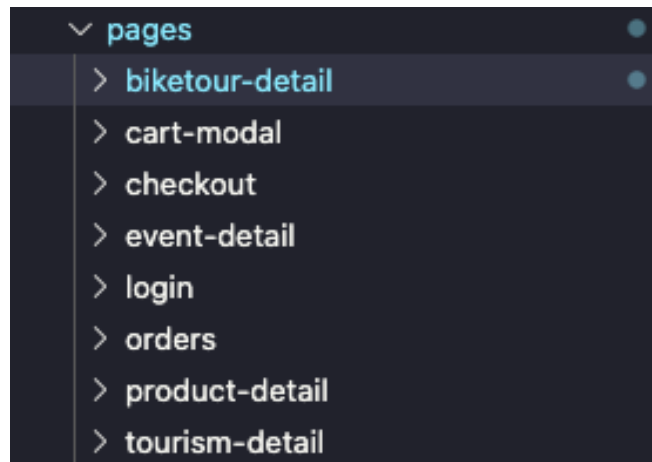 pages
biketour-detail
cart-modal
checkout
event-detail
login
orders
product-detail
tourism-detail